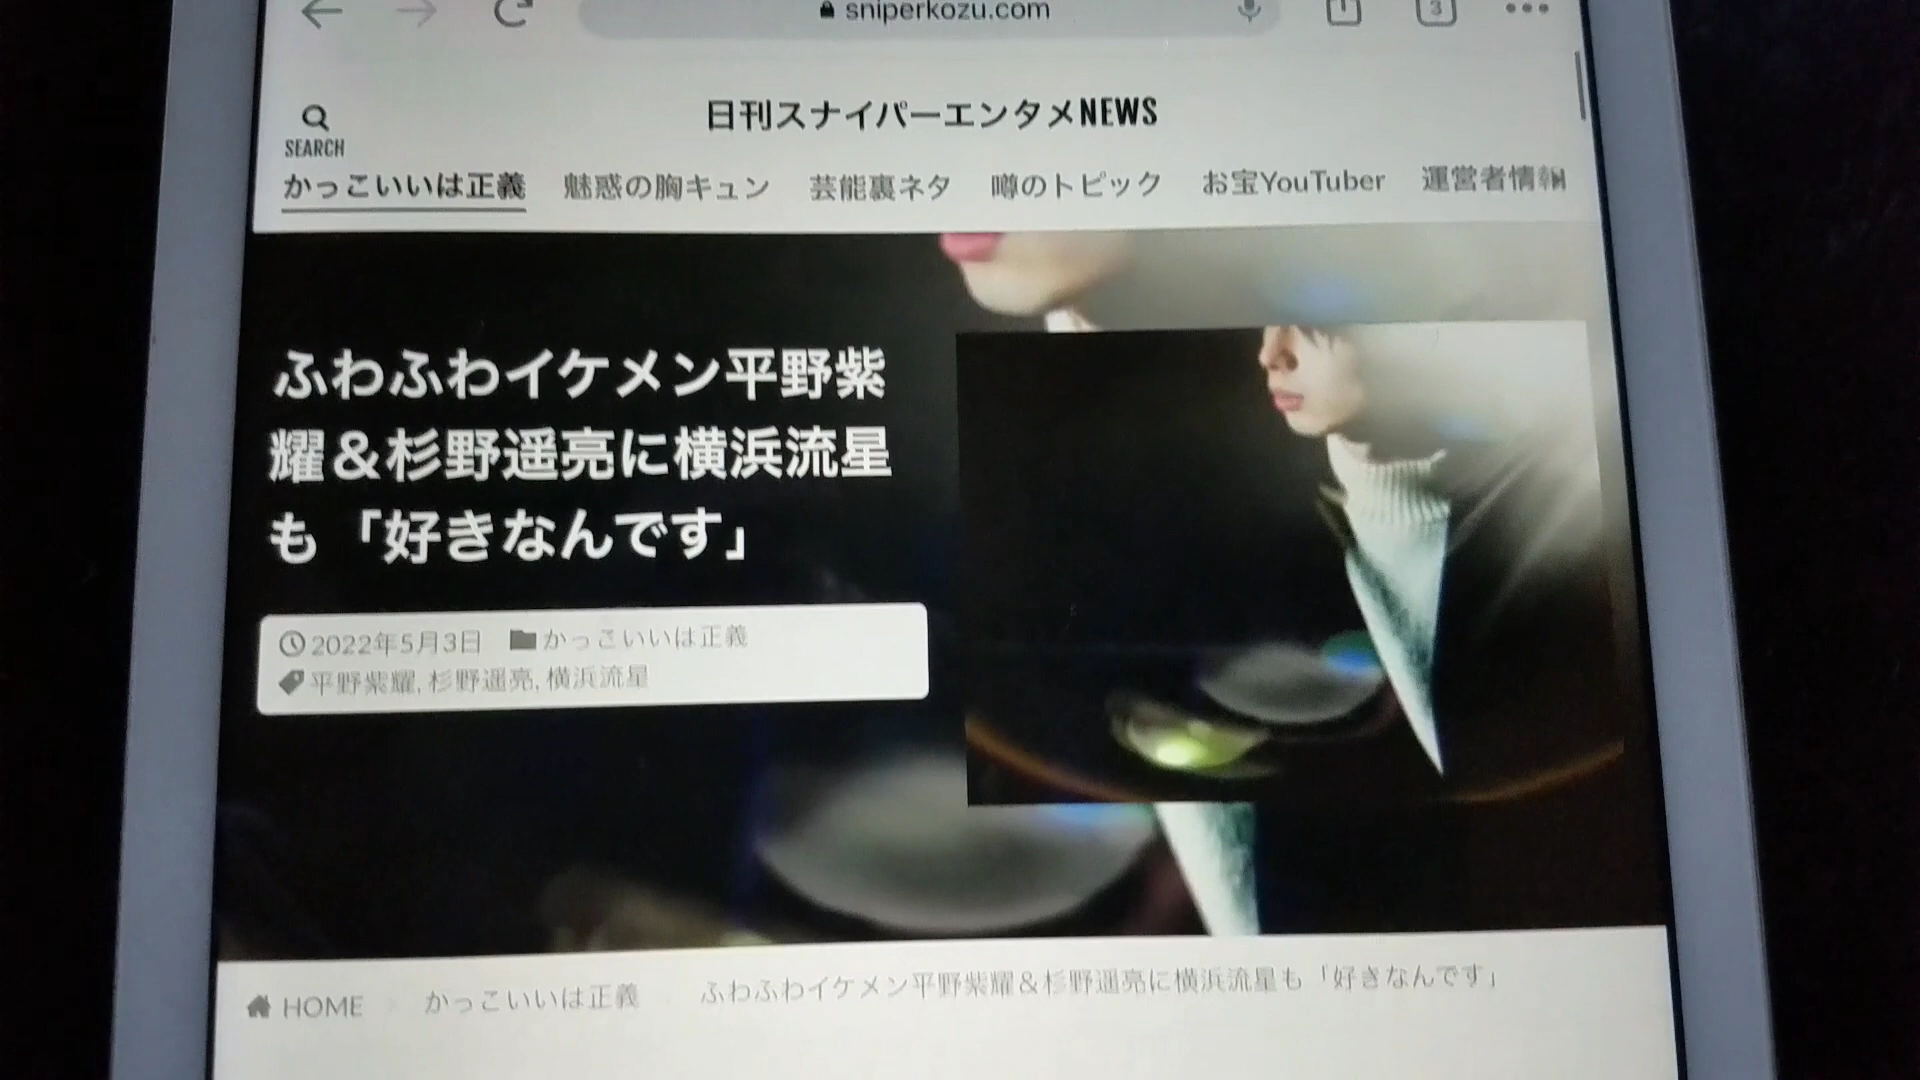 sniperkozu.com
3
日刊スナイパーエンタメNEWS
SEARCH
かっこいいは正義 魅惑の胸キュン 芸能裏ネタ 噂のトピック お宝YouTuber 運営者情報
ふわふわイケメン平野紫
耀＆杉野遥亮に横浜流星
も「好きなんです」
2022年5月3日 かっこいいは正義
平野紫耀, 杉野遥亮, 横浜流星
HOME かっこいいは正義 ふわふわイケメン平野紫耀＆杉野遥亮に横浜流星も「好きなんです」